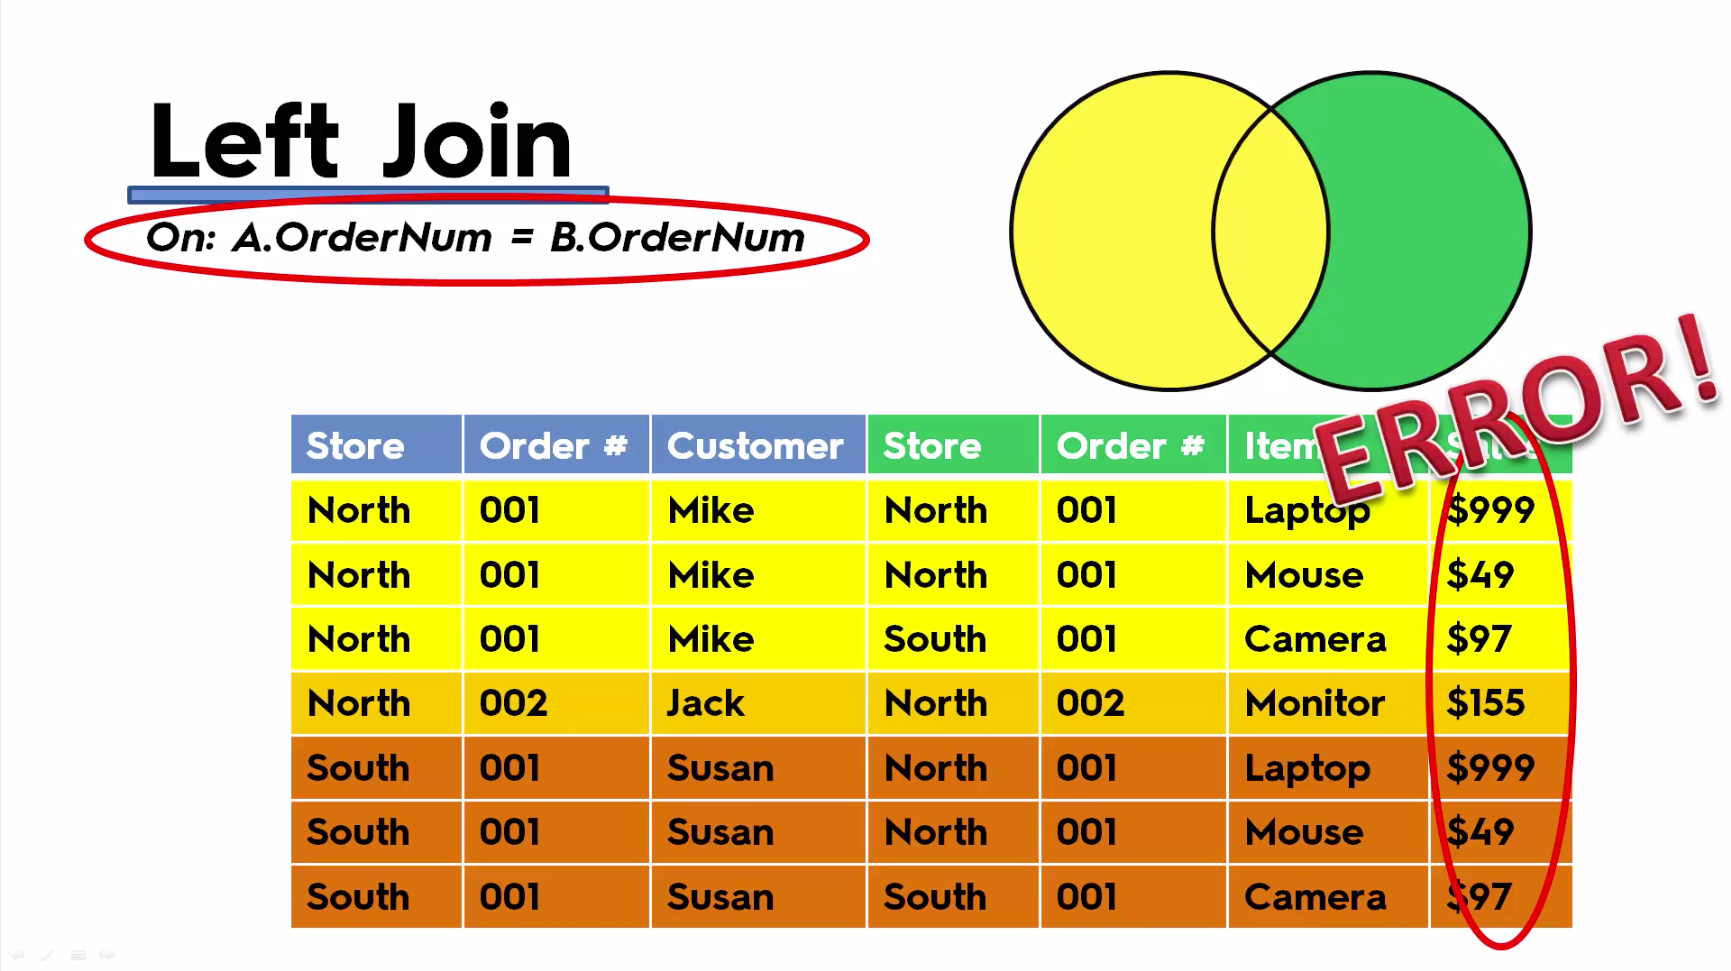 Left Join
On: A.OrderNum = B.OrderNum
ERROR!
Store Order # Customer Store Order # Item
North 001 Mike North 001 Laptop $999
North 001 Mike North 001 Mouse $49
North 001 Mike South 001 Camera $97
North 002 Jack North 002 Monitor $155
South 001 Susan North 001 Laptop $999
South 001 Susan North 001 Mouse $49
South 001 Susan South 001 Camera $97